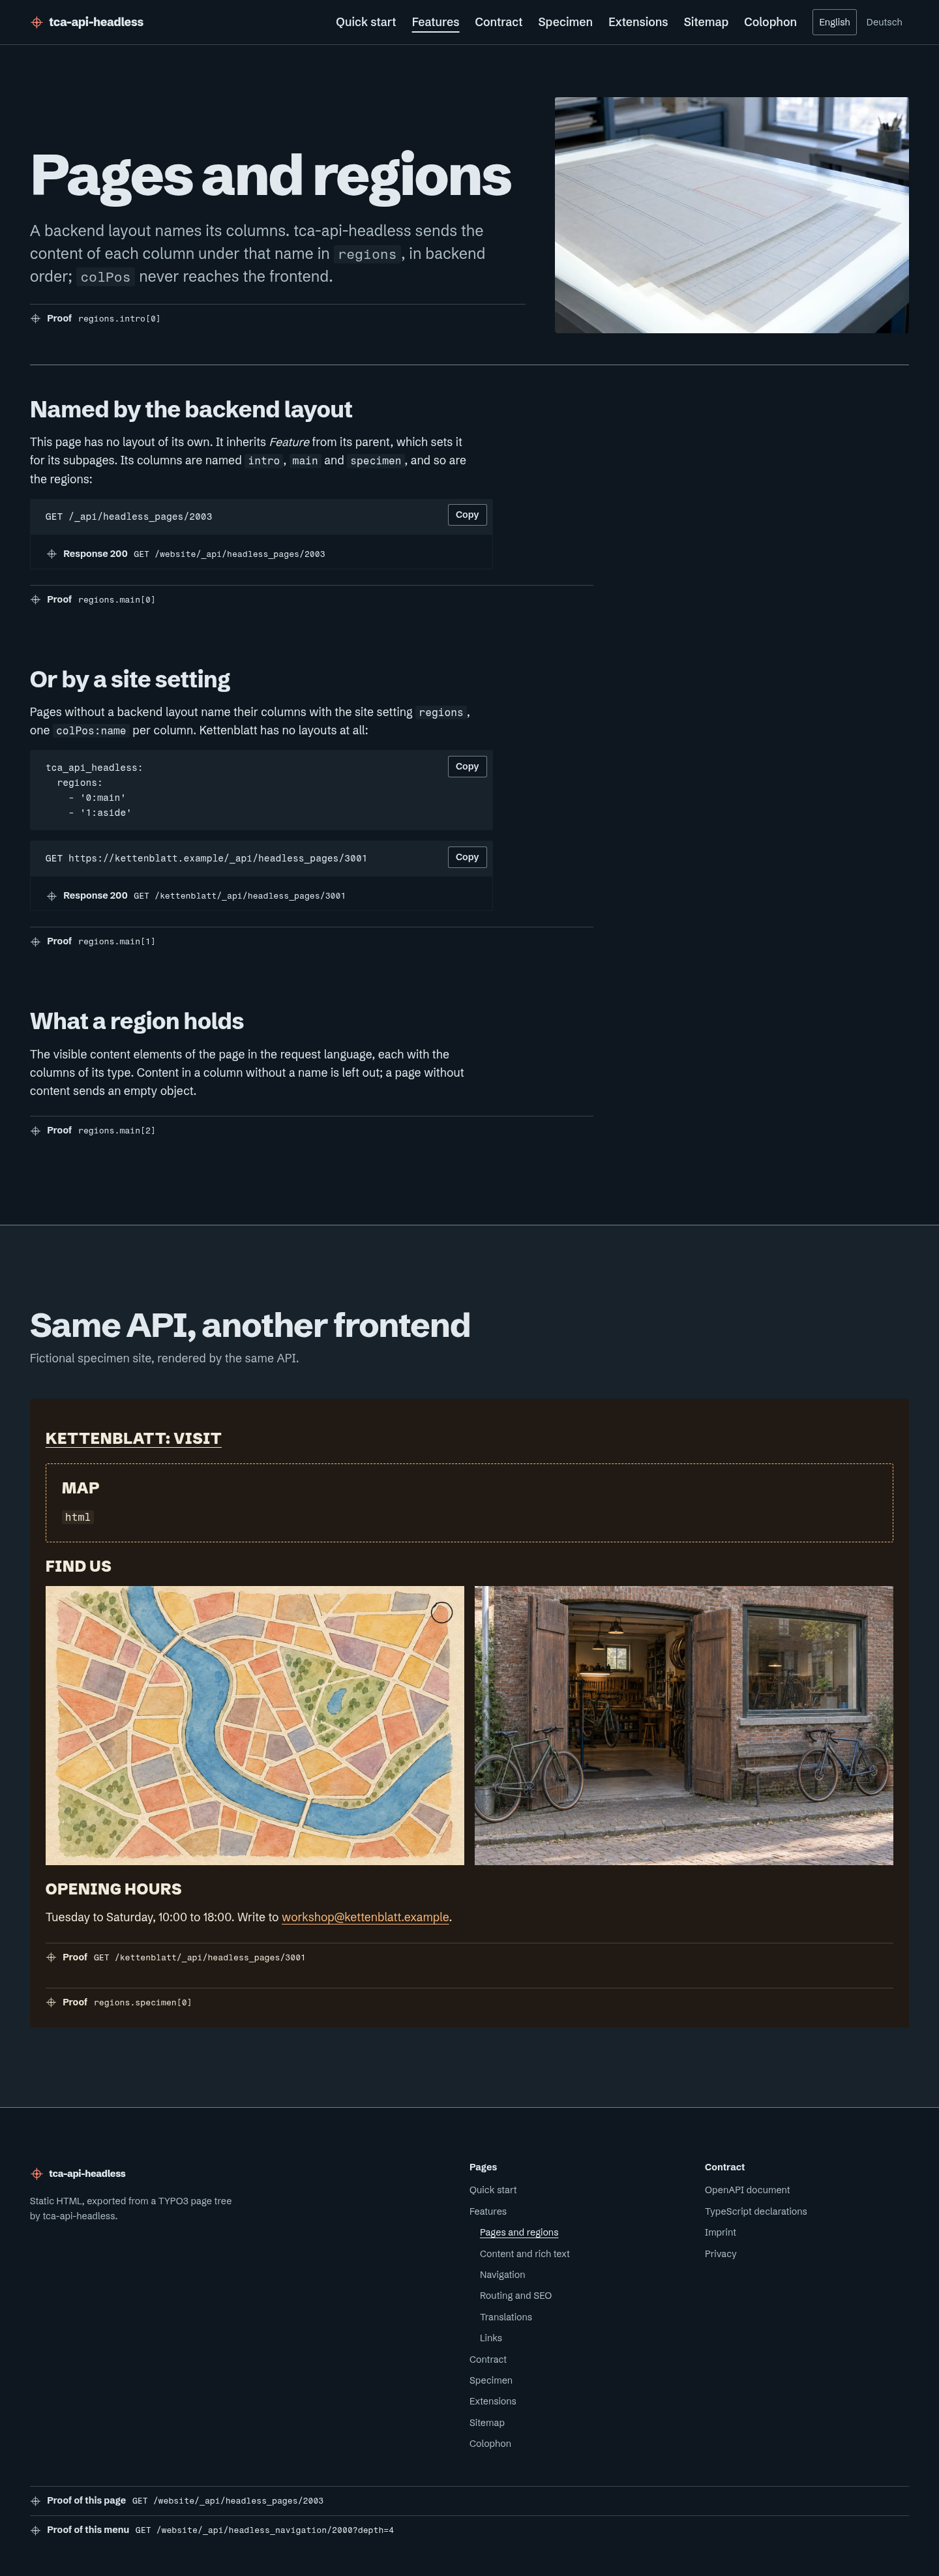 tca-api-headless
Quick start
Features
Contract
Specimen
Extensions
Sitemap
Colophon
English
Deutsch
Pages and regions
A backend layout names its columns. tca-api-headless sends the
content of each column under that name in regions, in backend
order; colPos never reaches the frontend.
Proof regions.intro[0]
Named by the backend layout
This page has no layout of its own. It inherits Feature from its parent, which sets it
for its subpages. Its columns are named intro, main and specimen, and so are
the regions:
GET /_api/headless_pages/2003
Copy
Response 200 GET /website/_api/headless_pages/2003
Proof regions.main[0]
Or by a site setting
Pages without a backend layout name their columns with the site setting regions,
one colPos:name per column. Kettenblatt has no layouts at all:
tca_api_headless:
Copy
regions:
- '0:main'
- '1:aside'
GET https://kettenblatt.example/_api/headless_pages/3001
Copy
Response 200 GET /kettenblatt/_api/headless_pages/3001
Proof regions.main[1]
What a region holds
The visible content elements of the page in the request language, each with the
columns of its type. Content in a column without a name is left out; a page without
content sends an empty object.
Proof regions.main[2]
Same API, another frontend
Fictional specimen site, rendered by the same API.
KETTENBLATT: VISIT
MAP
html
FIND US
OPENING HOURS
Tuesday to Saturday, 10:00 to 18:00. Write to workshop@kettenblatt.example.
Proof GET /kettenblatt/_api/headless_pages/3001
Proof regions.specimen[0]
tca-api-headless
Static HTML, exported from a TYPO3 page tree
by tca-api-headless.
Pages
Quick start
Features
Pages and regions
Content and rich text
Navigation
Routing and SEO
Translations
Links
Contract
Specimen
Extensions
Sitemap
Colophon
Contract
OpenAPI document
TypeScript declarations
Imprint
Privacy
Proof of this page GET /website/_api/headless_pages/2003
Proof of this menu GET /website/_api/headless_navigation/2000?depth=4